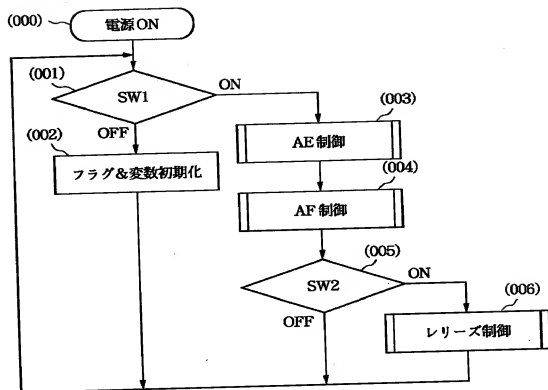 (000)
電源ON
(001)
SW1
ON
OFF
(002)
フラグ&変数初期化
(003)
AE制御
(004)
AF制御
(005)
SW2
ON
OFF
(006)
レリーズ制御